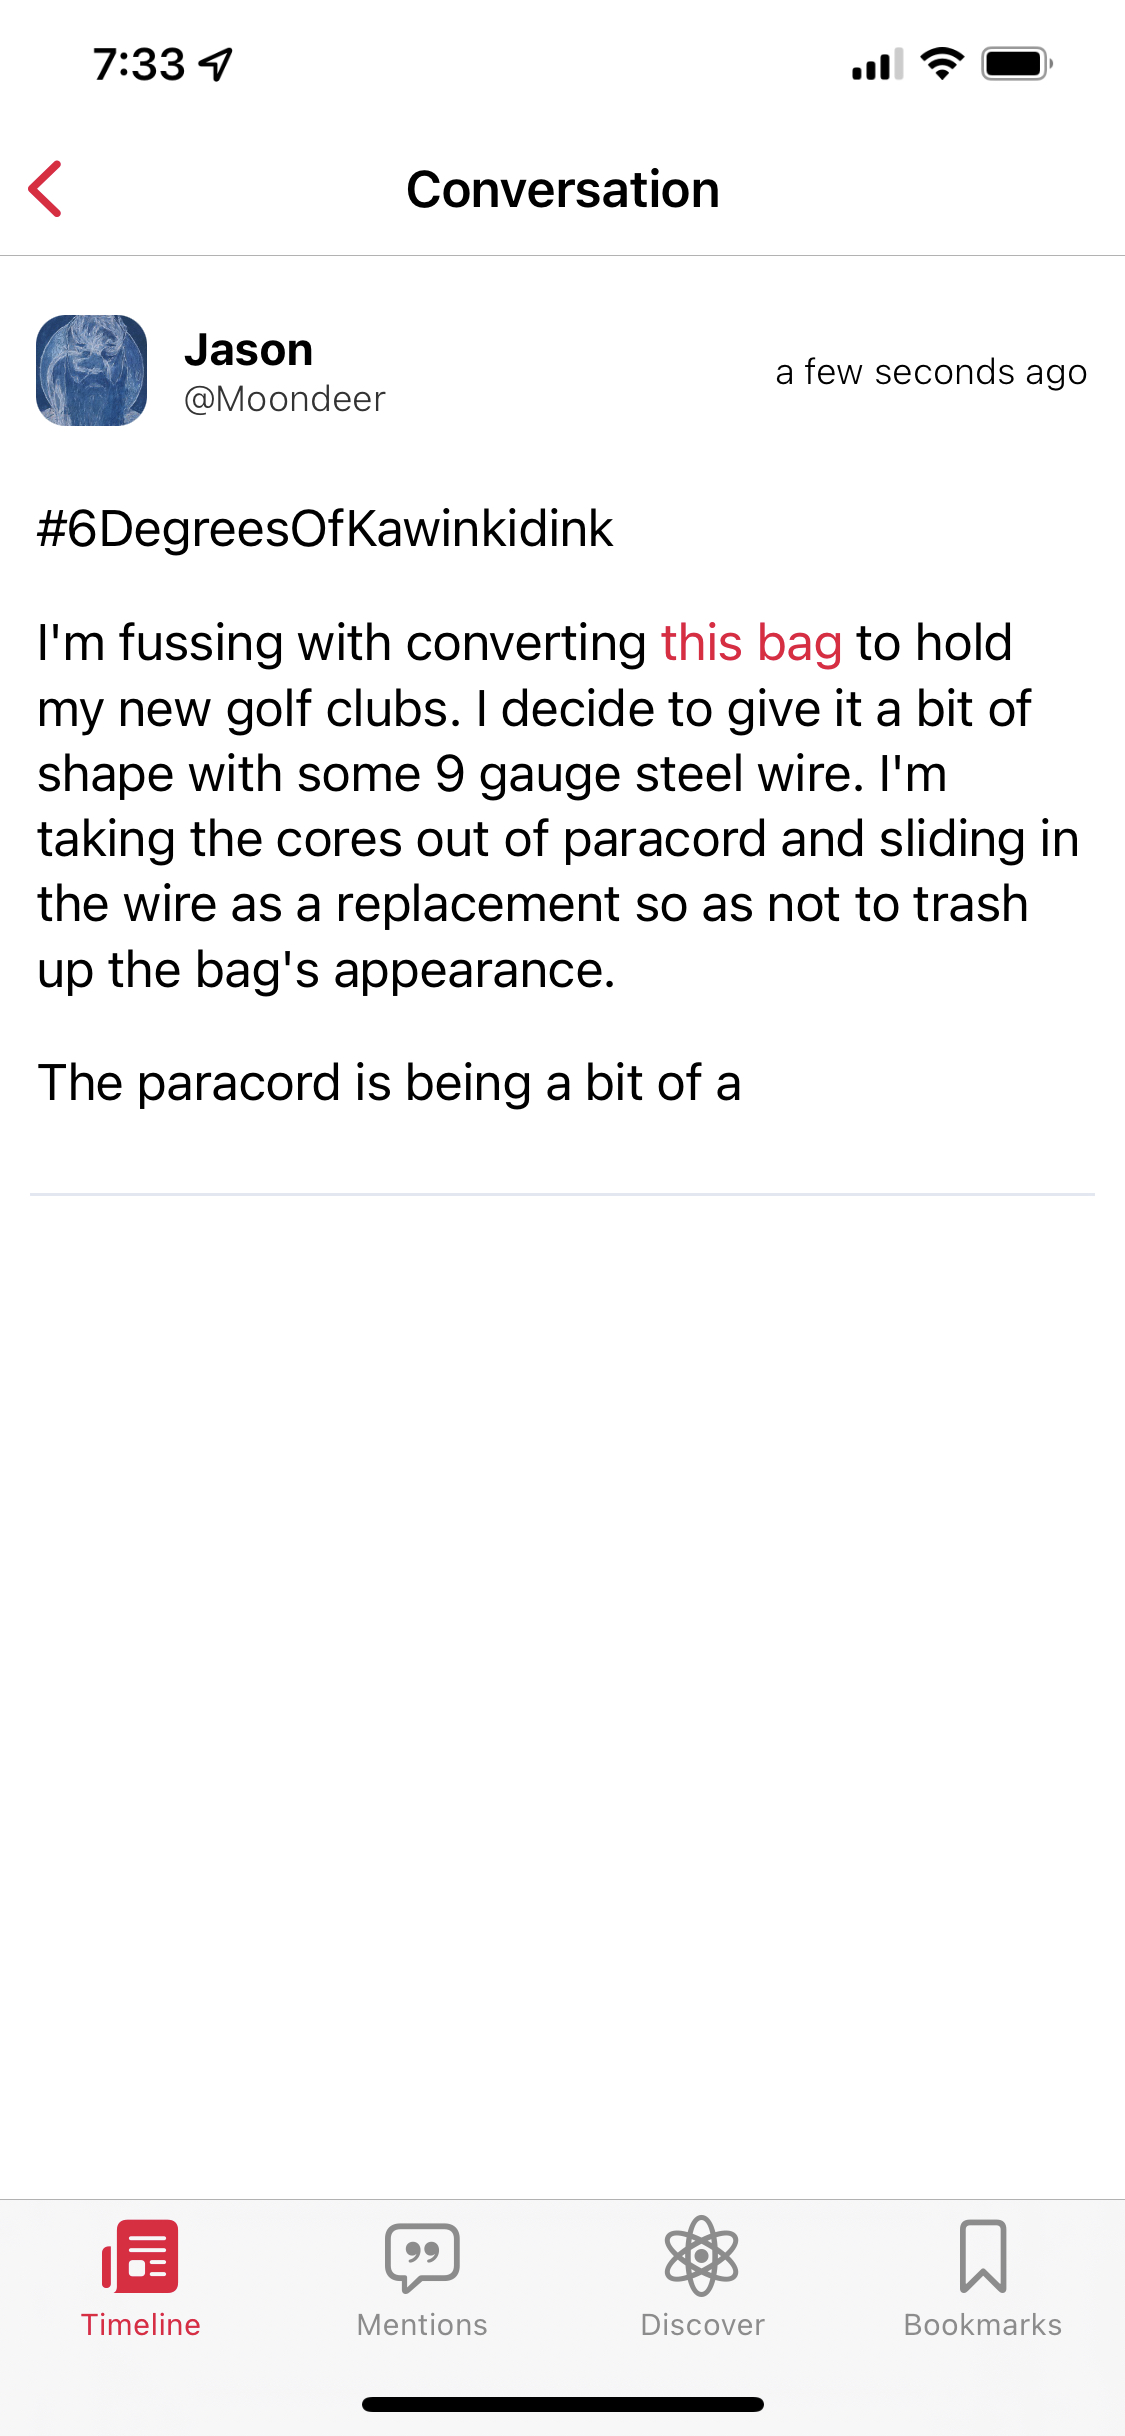 7:33
Conversation
Jason
@Moondeer
a few seconds ago
#6DegreesOfKawinkidink
I'm fussing with converting this bag to hold
my new golf clubs. I decide to give it a bit of
shape with some 9 gauge steel wire. I'm
taking the cores out of paracord and sliding in
the wire as a replacement so as not to trash
up the bag's appearance.
The paracord is being a bit of a
Timeline
Mentions
Discover
Bookmarks